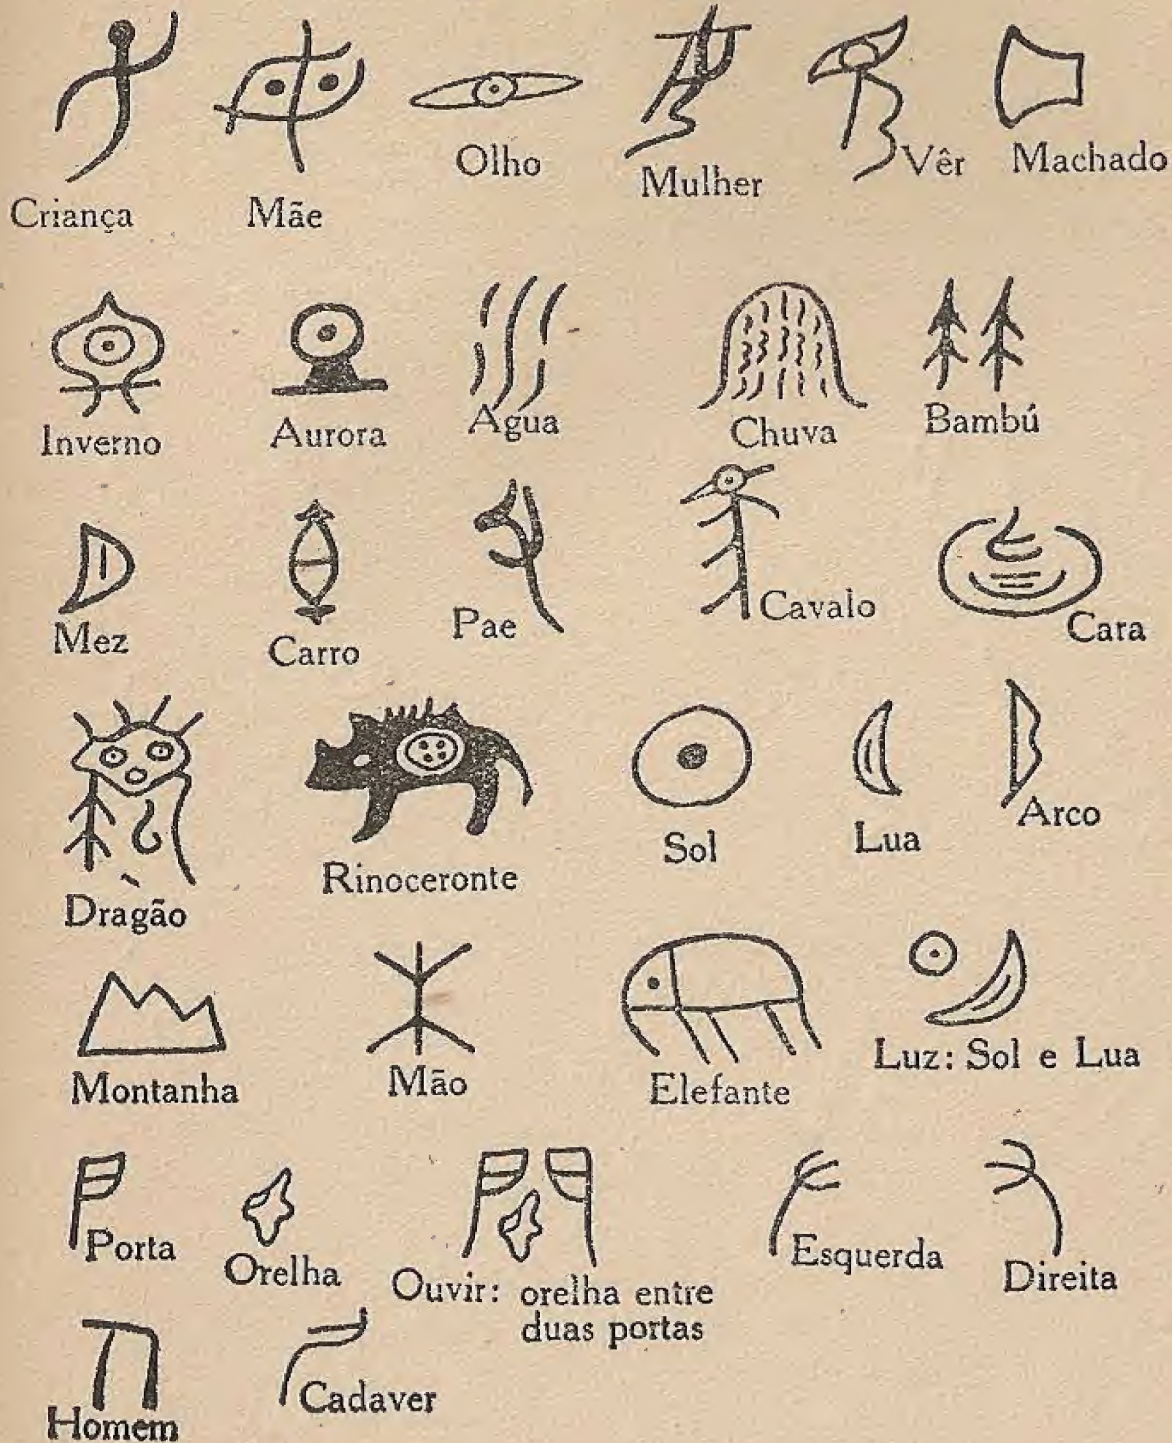 Criança Mãe Olho Mulher Vêr Machado
Inverno Aurora Agua Chuva Bambú
Mez Carro Pae Cavalo Cara
Dragão Rinoceronte Sol Lua Arco
Montanha Mão Elefante Luz: Sol e Lua
Porta Orelha Ouvir: orelha entre Esquerda Direita
duas portas
Homem Cadaver